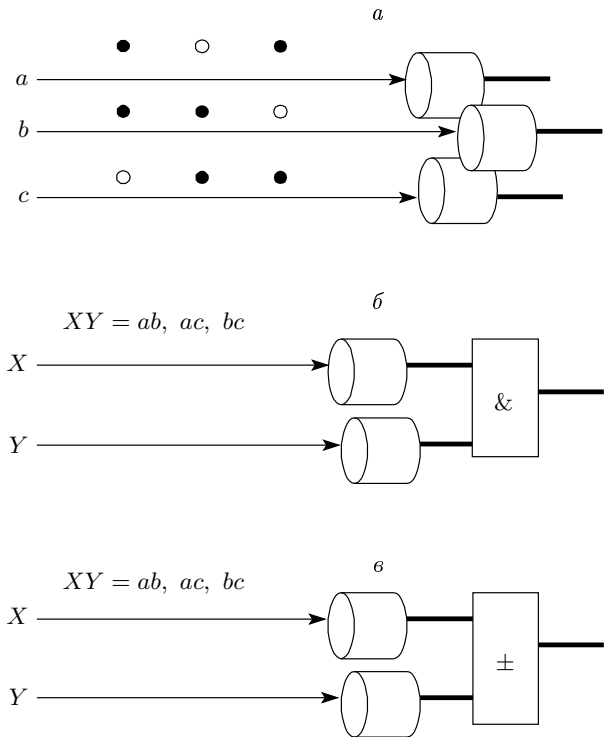 а
a
b
c
б
XY = ab, ac, bc
X
&
Y
в
XY = ab, ac, bc
X
±
Y